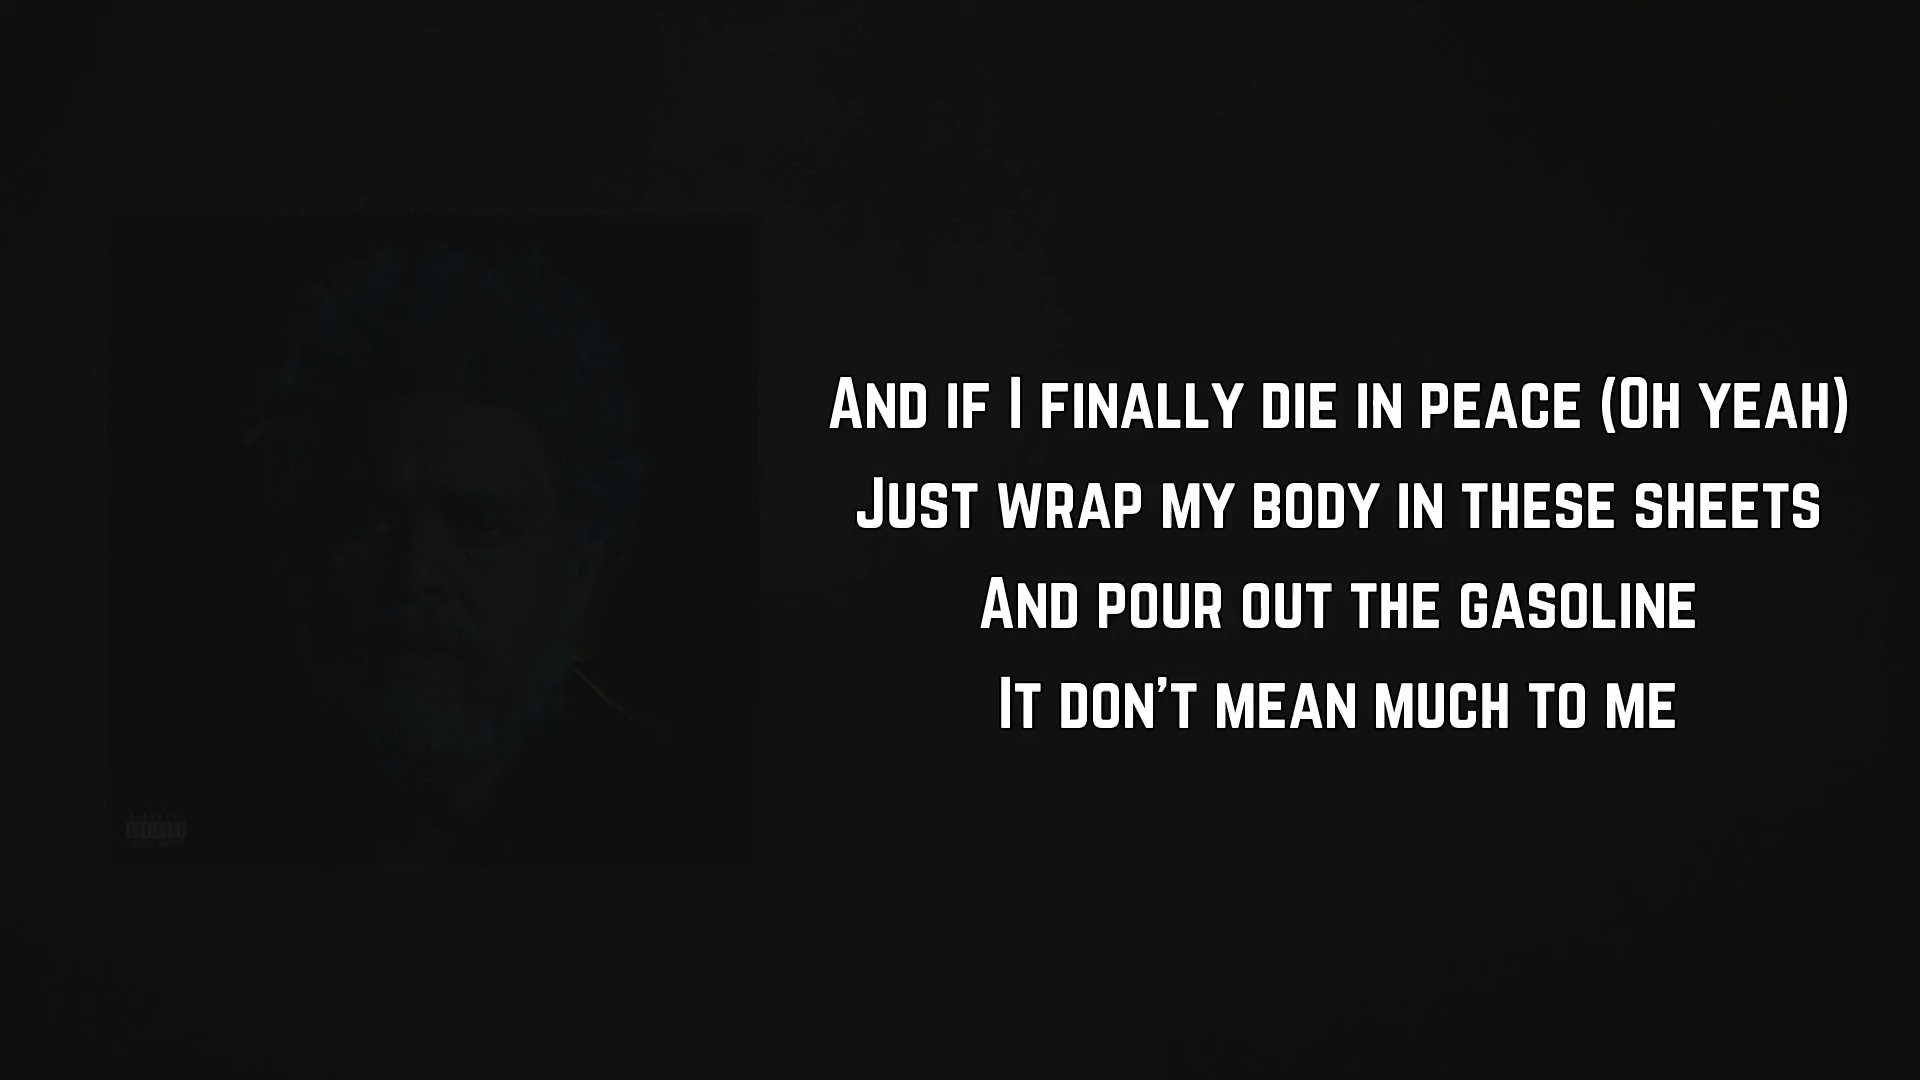 And if I finally die in peace (Oh yeah)
Just wrap my body in these sheets
And pour out the gasoline
It don't mean much to me